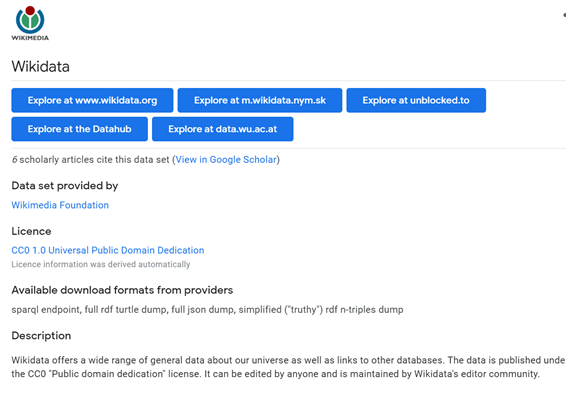 WIKIMEDIA
Wikidata
Explore at www.wikidata.org
Explore at m.wikidata.nym.sk
Explore at unblocked.to
Explore at the Datahub
Explore at data.wu.ac.at
6 scholarly articles cite this data set (View in Google Scholar)
Data set provided by
Wikimedia Foundation
Licence
CC0 1.0 Universal Public Domain Dedication
Licence information was derived automatically
Available download formats from providers
sparql endpoint, full rdf turtle dump, full json dump, simplified ("truthy") rdf n-triples dump
Description
Wikidata offers a wide range of general data about our universe as well as links to other databases. The data is published unde
the CC0 "Public domain dedication" license. It can be edited by anyone and is maintained by Wikidata's editor community.